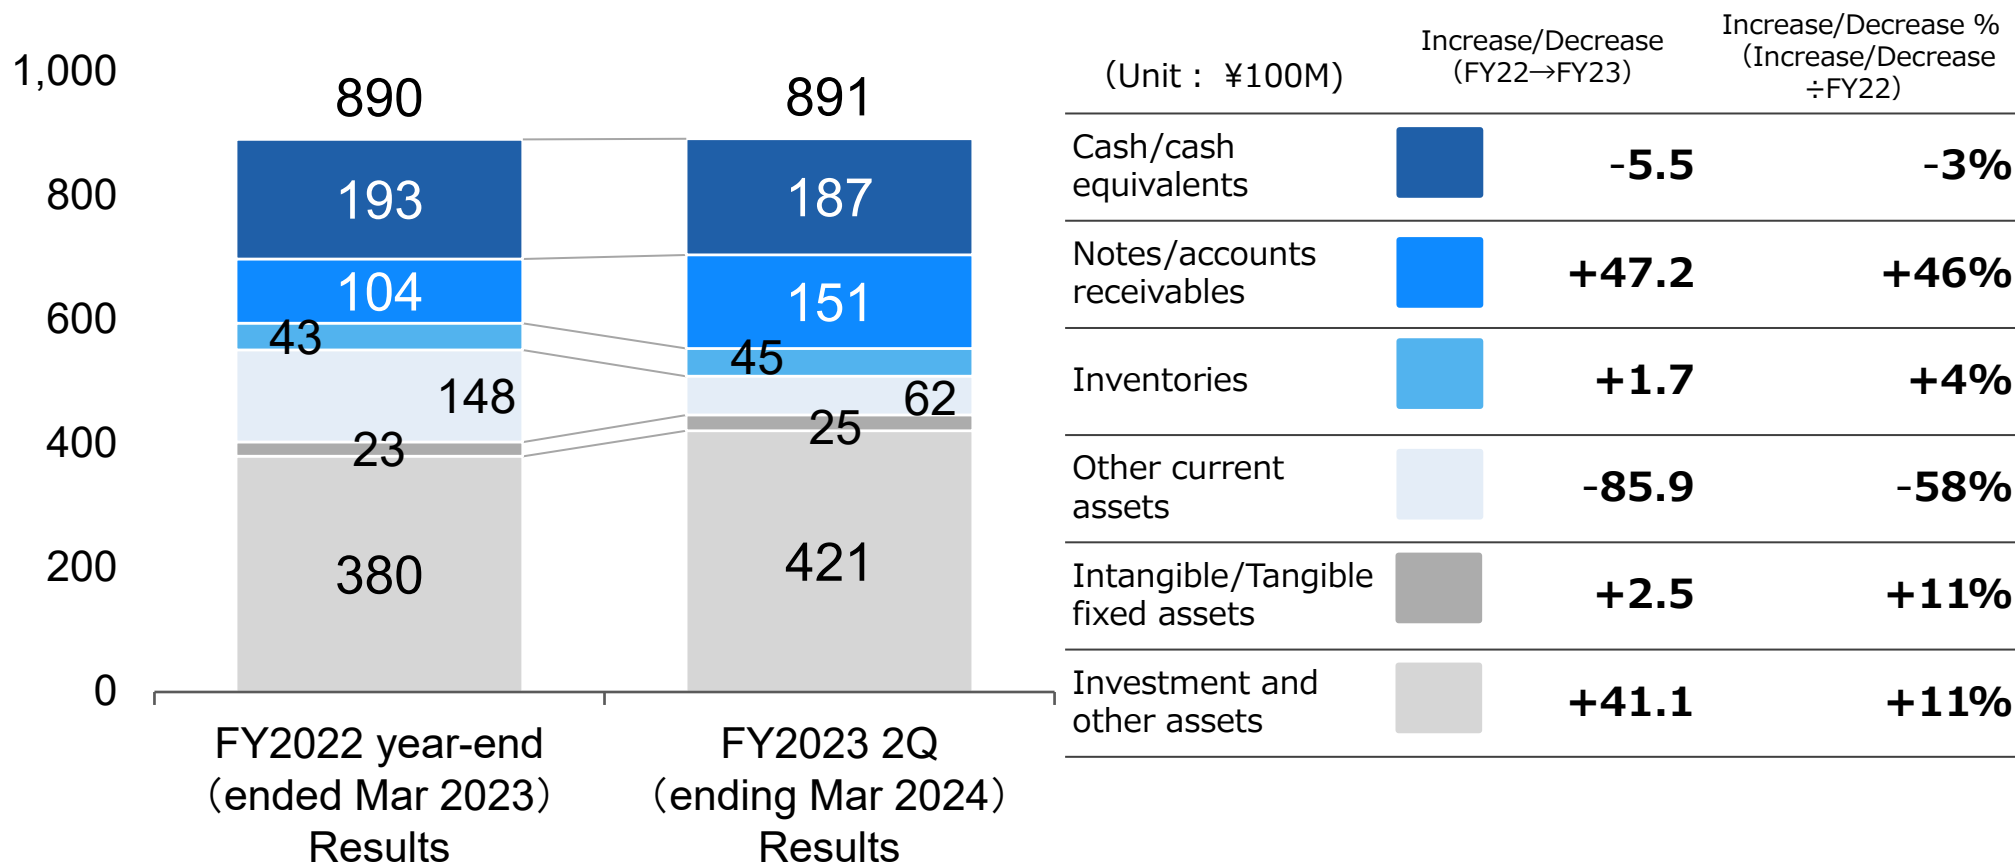 1,000
800
600
400
200
0
890
193
104
43
148
23
380
891
187
151
45
62
25
421
FY2022 year-end
（ended Mar 2023）
Results
FY2023 2Q
（ending Mar 2024）
Results
（Unit： ¥100M)
Increase/Decrease
（FY22→FY23）
Increase/Decrease %
（Increase/Decrease
÷FY22）
Cash/cash
equivalents
-5.5
-3%
Notes/accounts
receivables
+47.2
+46%
Inventories
+1.7
+4%
Other current
assets
-85.9
-58%
Intangible/Tangible
fixed assets
+2.5
+11%
Investment and
other assets
+41.1
+11%